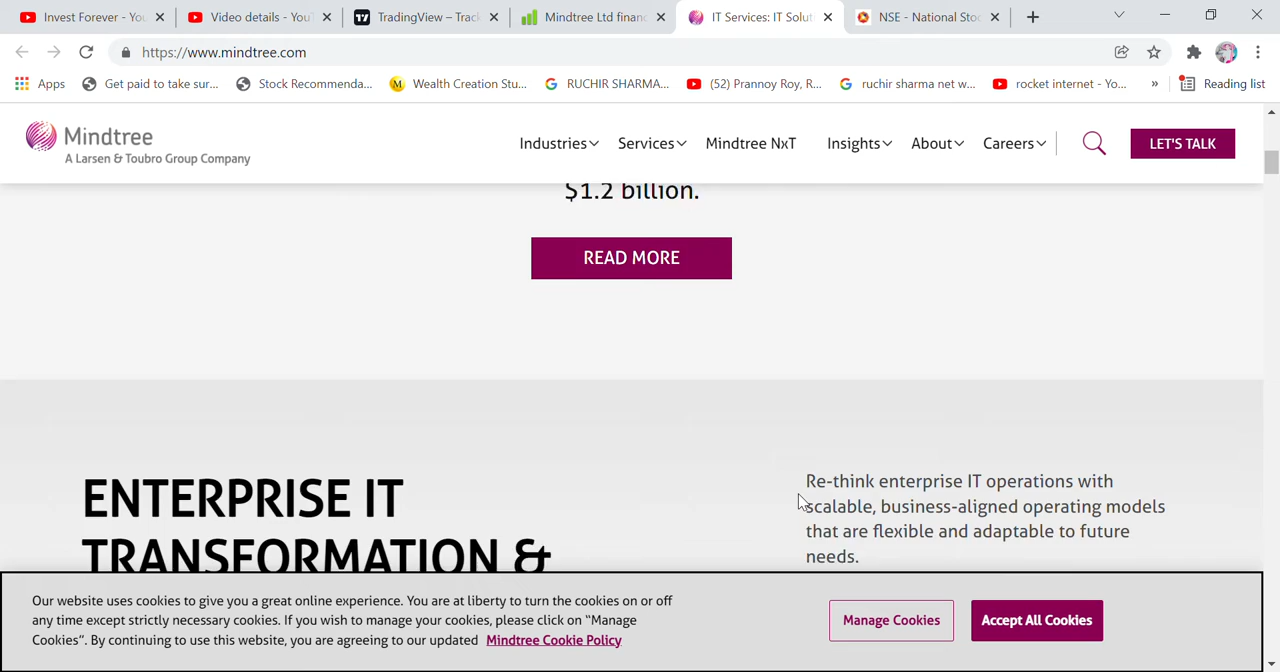 Invest Forever - Yo
Video details - You
TradingView – Track
Mindtree Ltd financ
IT Services: IT Solut
NSE - National Stoc
https://www.mindtree.com
Apps
Get paid to take sur...
Stock Recommenda...
Wealth Creation Stu...
RUCHIR SHARMA...
(52) Prannoy Roy, R...
ruchir sharma net w...
rocket internet - Yo...
»
Reading list
Mindtree
A Larsen & Toubro Group Company
Industries
Services
Mindtree NxT
Insights
About
Careers
LET'S TALK
$1.2 billion.
READ MORE
ENTERPRISE IT
TRANSFORMATION &
Re-think enterprise IT operations with
scalable, business-aligned operating models
that are flexible and adaptable to future
needs.
Our website uses cookies to give you a great online experience. You are at liberty to turn the cookies on or off
any time except strictly necessary cookies. If you wish to manage your cookies, please click on “Manage
Cookies”. By continuing to use this website, you are agreeing to our updated Mindtree Cookie Policy
Manage Cookies
Accept All Cookies